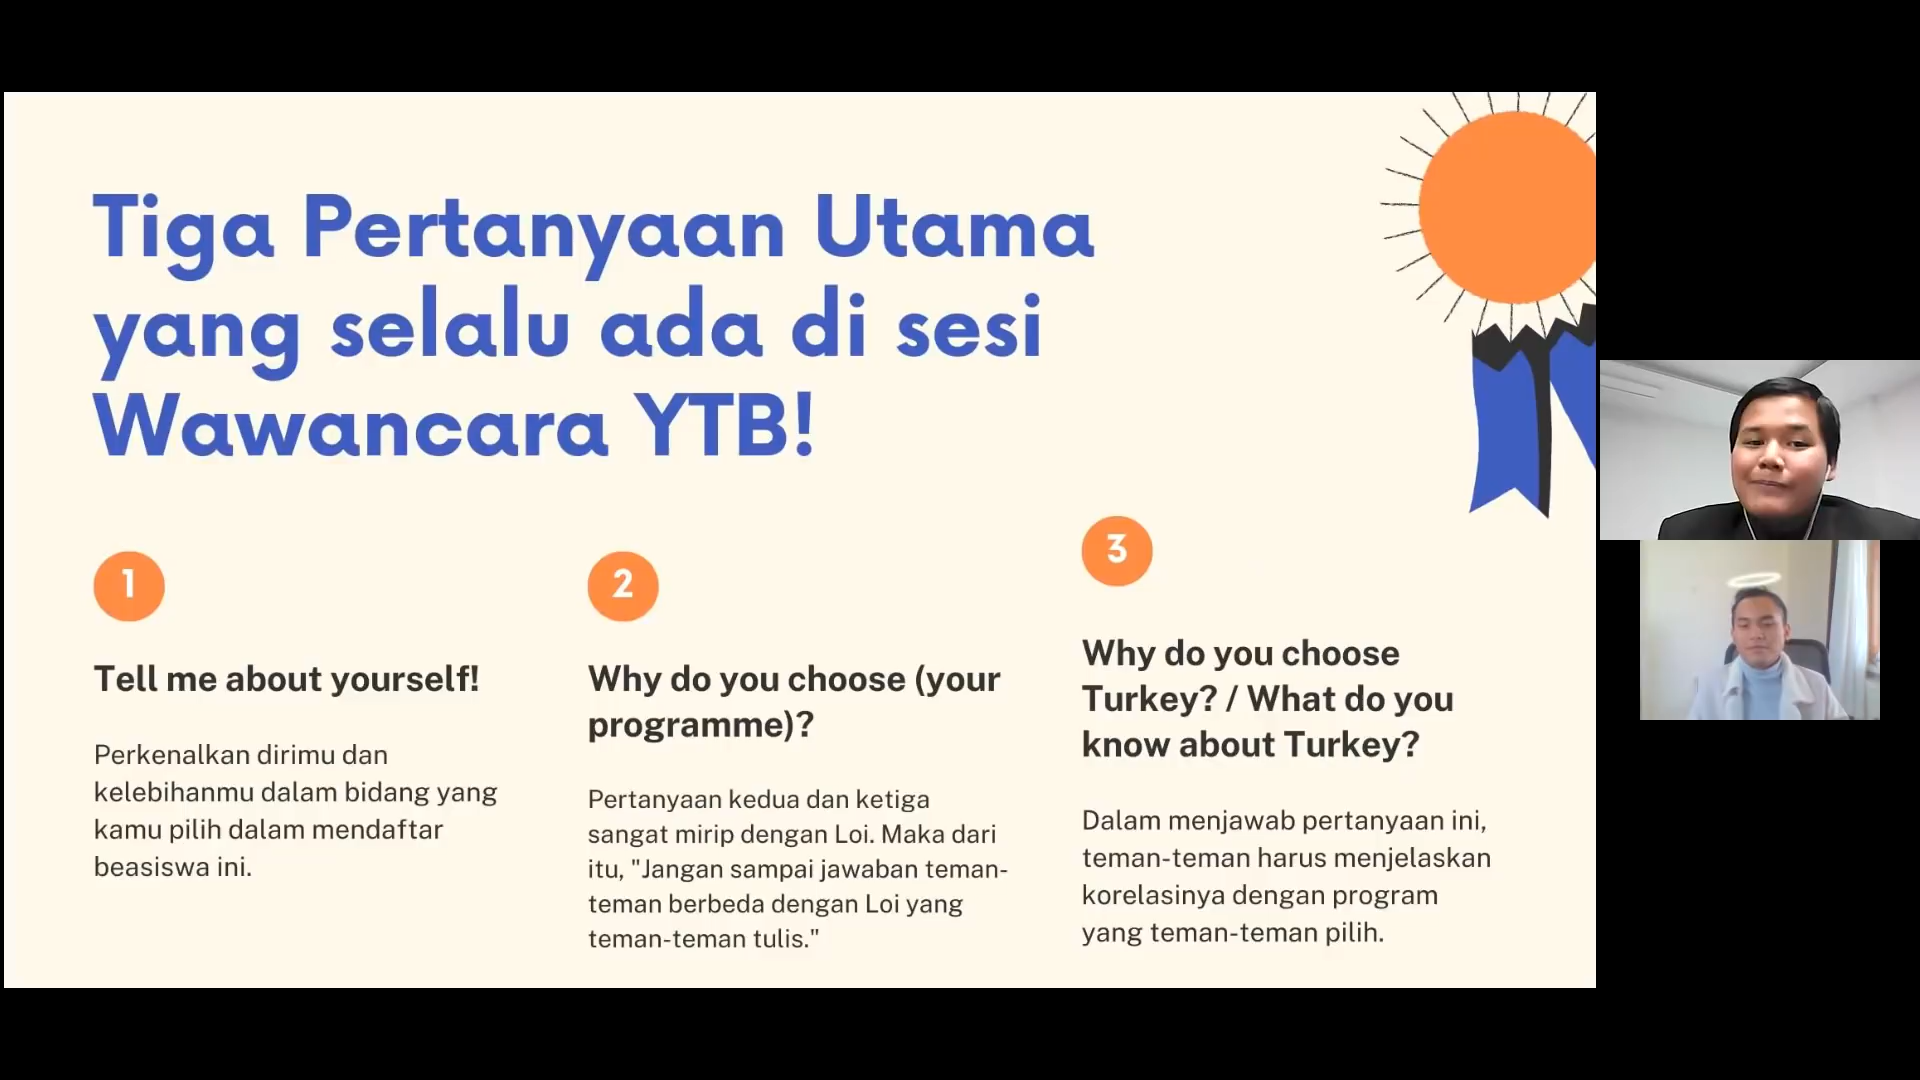 Tiga Pertanyaan Utama
yang selalu ada di sesi
Wawancara YTB!
1
Tell me about yourself!
Perkenalkan dirimu dan
kelebihanmu dalam bidang yang
kamu pilih dalam mendaftar
beasiswa ini.
2
Why do you choose (your
programme)?
Pertanyaan kedua dan ketiga
sangat mirip dengan Loi. Maka dari
itu, "Jangan sampai jawaban teman-
teman berbeda dengan Loi yang
teman-teman tulis."
3
Why do you choose
Turkey? / What do you
know about Turkey?
Dalam menjawab pertanyaan ini,
teman-teman harus menjelaskan
korelasinya dengan program
yang teman-teman pilih.